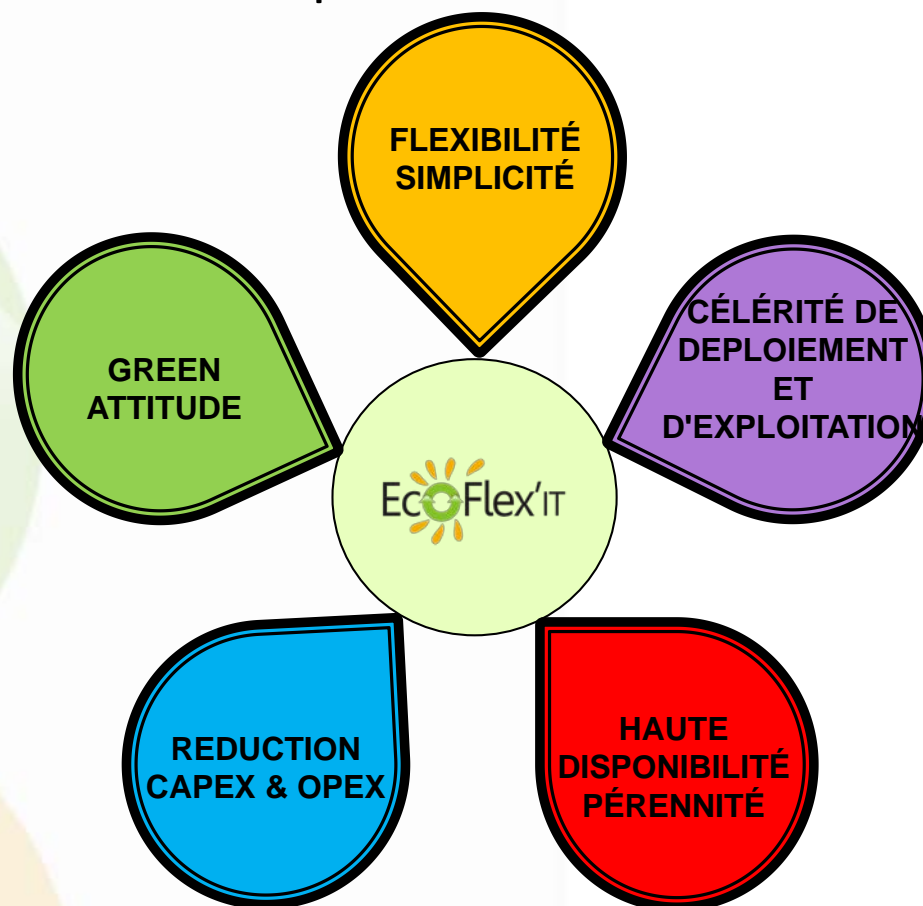 FLEXIBILITÉ
SIMPLICITÉ
CÉLÉRITÉ DE
DEPLOIEMENT
ET
D'EXPLOITATION
GREEN
ATTITUDE
EcoFlex'IT
REDUCTION
CAPEX & OPEX
HAUTE
DISPONIBILITÉ
PÉRENNITÉ